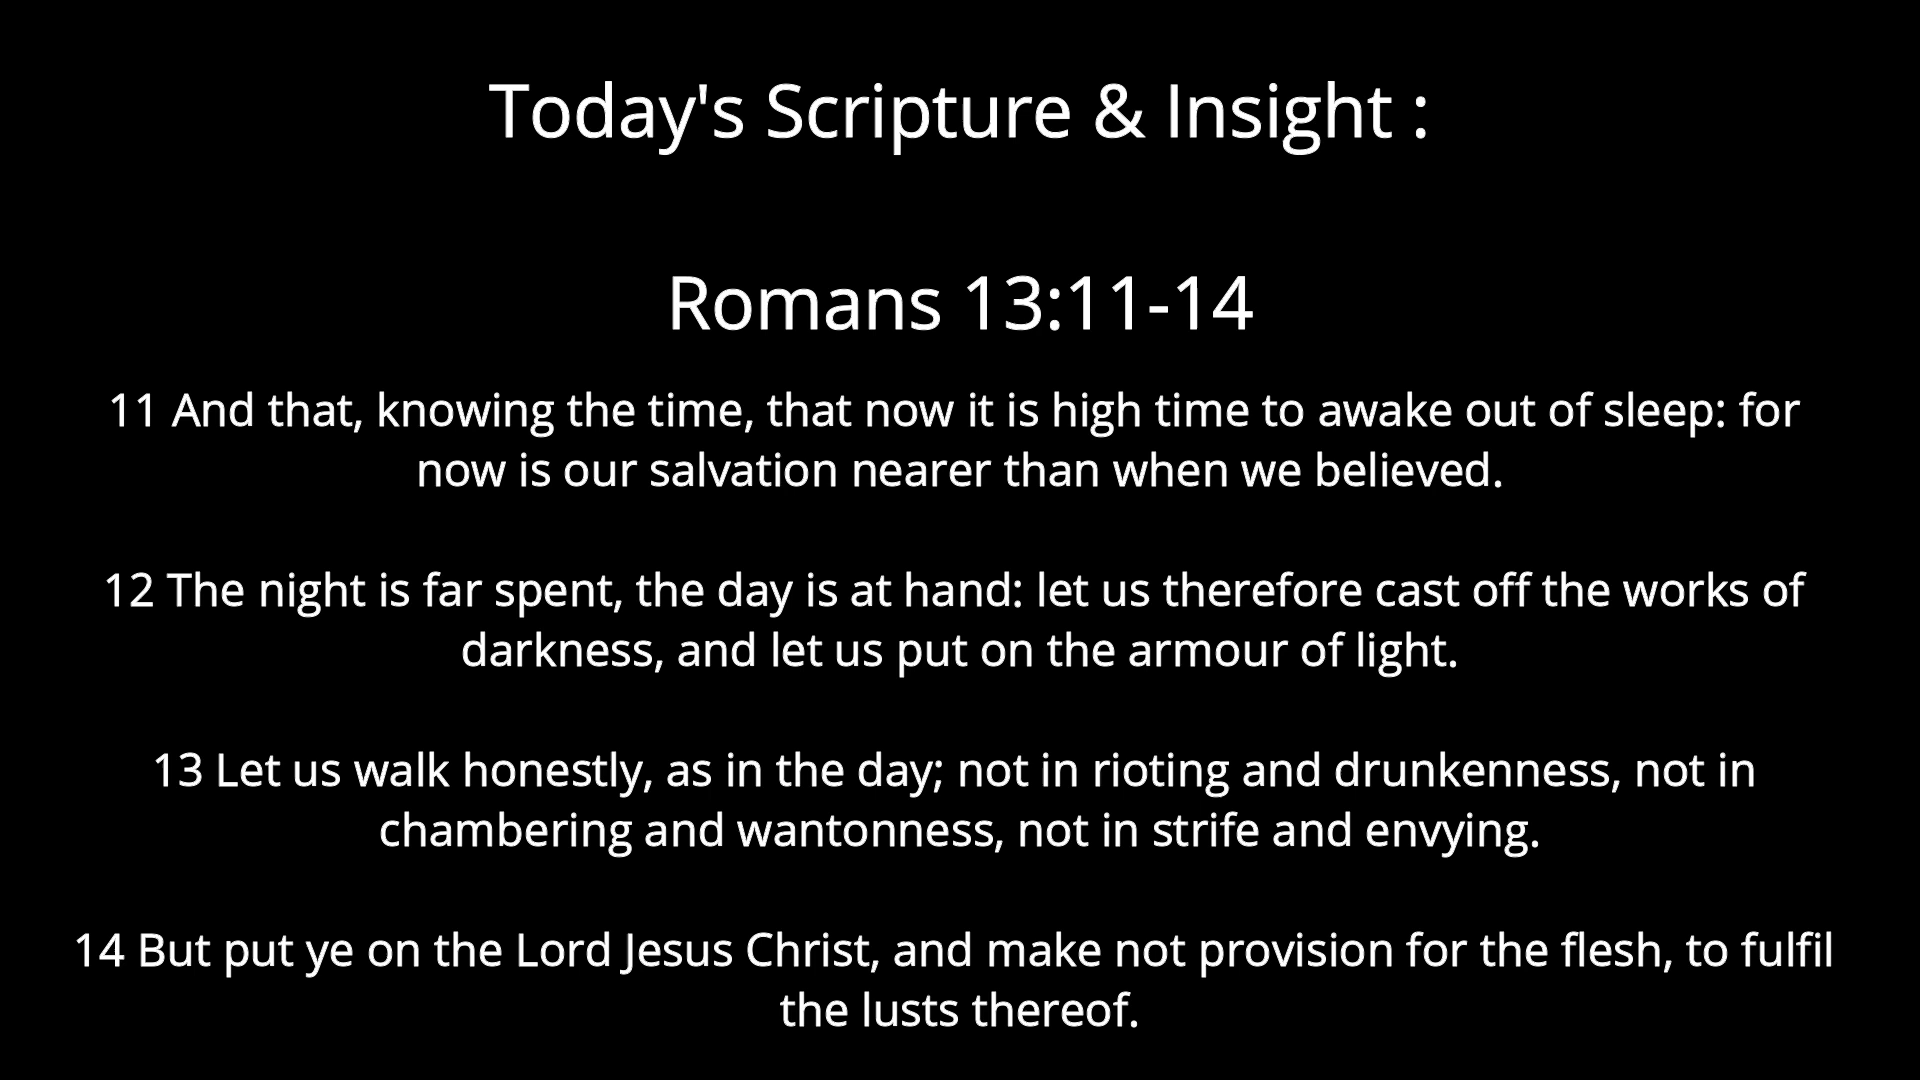 Today's Scripture & Insight :
Romans 13:11-14
11 And that, knowing the time, that now it is high time to awake out of sleep: for
now is our salvation nearer than when we believed.
12 The night is far spent, the day is at hand: let us therefore cast off the works of
darkness, and let us put on the armour of light.
13 Let us walk honestly, as in the day; not in rioting and drunkenness, not in
chambering and wantonness, not in strife and envying.
14 But put ye on the Lord Jesus Christ, and make not provision for the flesh, to fulfil
the lusts thereof.